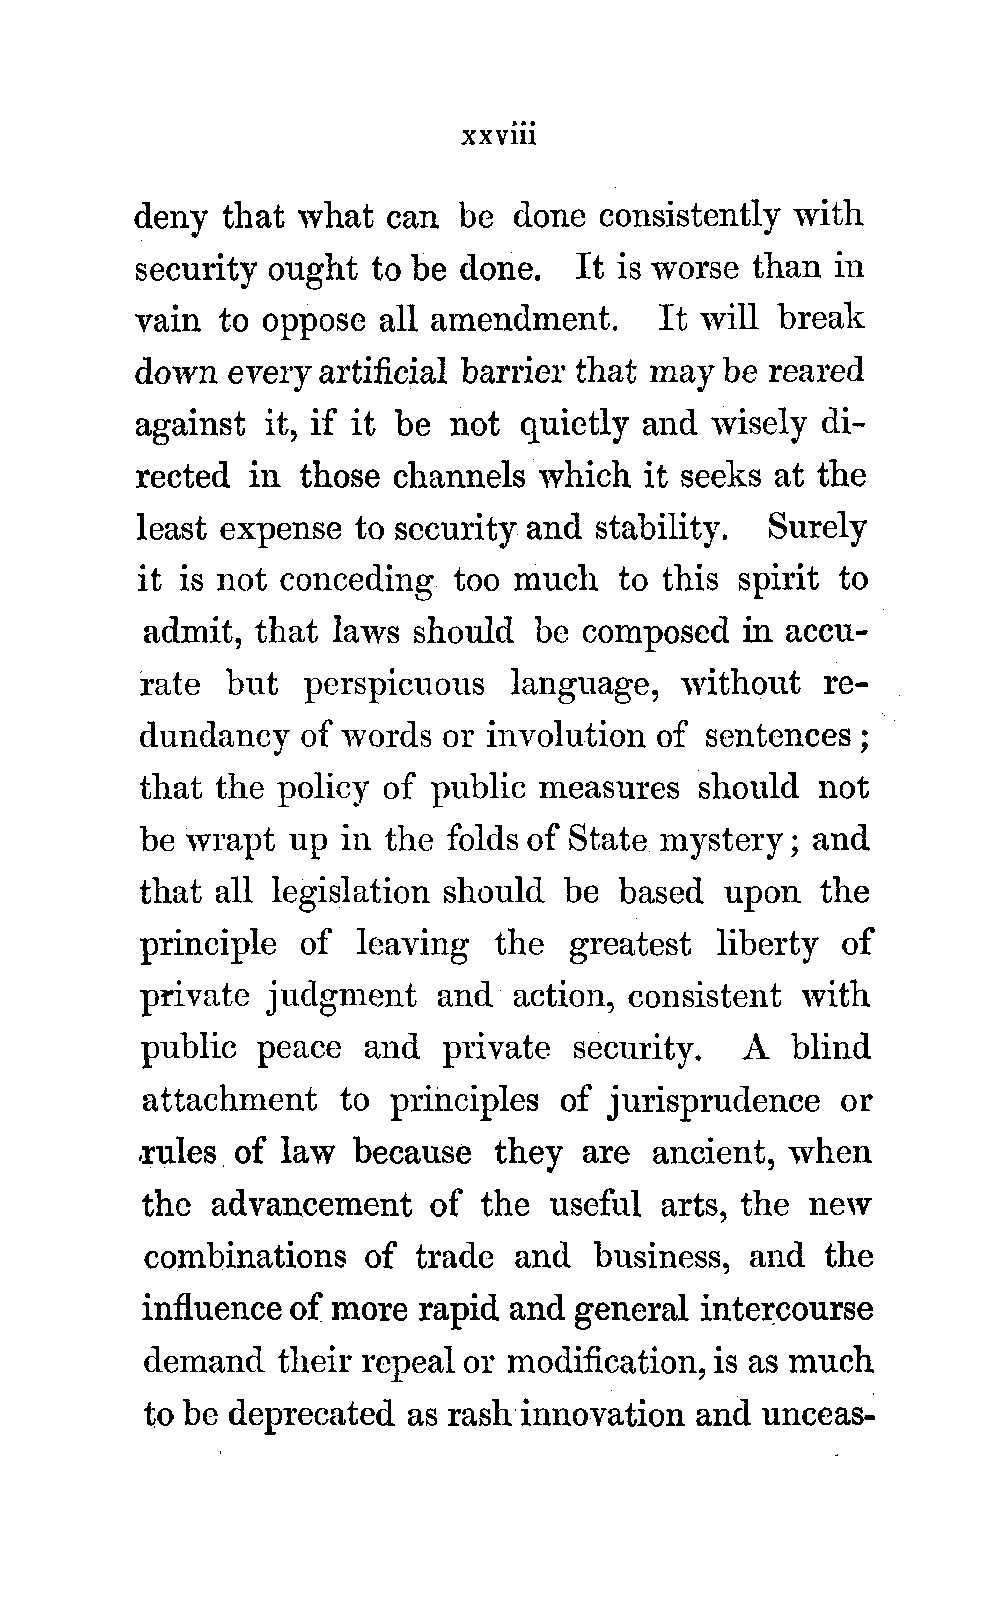 xxviii
deny that what can be done consistently with
security ought to be done. It is worse than in
vain to oppose all amendment. It will break
down every artificial barrier that may be reared
against it, if it be not quietly and wisely di-
rected in those channels which it seeks at the
least expense to security and stability. Surely
it is not conceding too much to this spirit to
admit, that laws should be composed in accu-
rate but perspicuous language, without re-
dundancy of words or involution of sentences;
that the policy of public measures should not
be wrapt up in the folds of State mystery; and
that all legislation should be based upon the
principle of leaving the greatest liberty of
private judgment and action, consistent with
public peace and private security. A blind
attachment to principles of jurisprudence or
rules of law because they are ancient, when
the advancement of the useful arts, the new
combinations of trade and business, and the
influence of more rapid and general intercourse
demand their repeal or modification, is as much
to be deprecated as rash innovation and unceas-